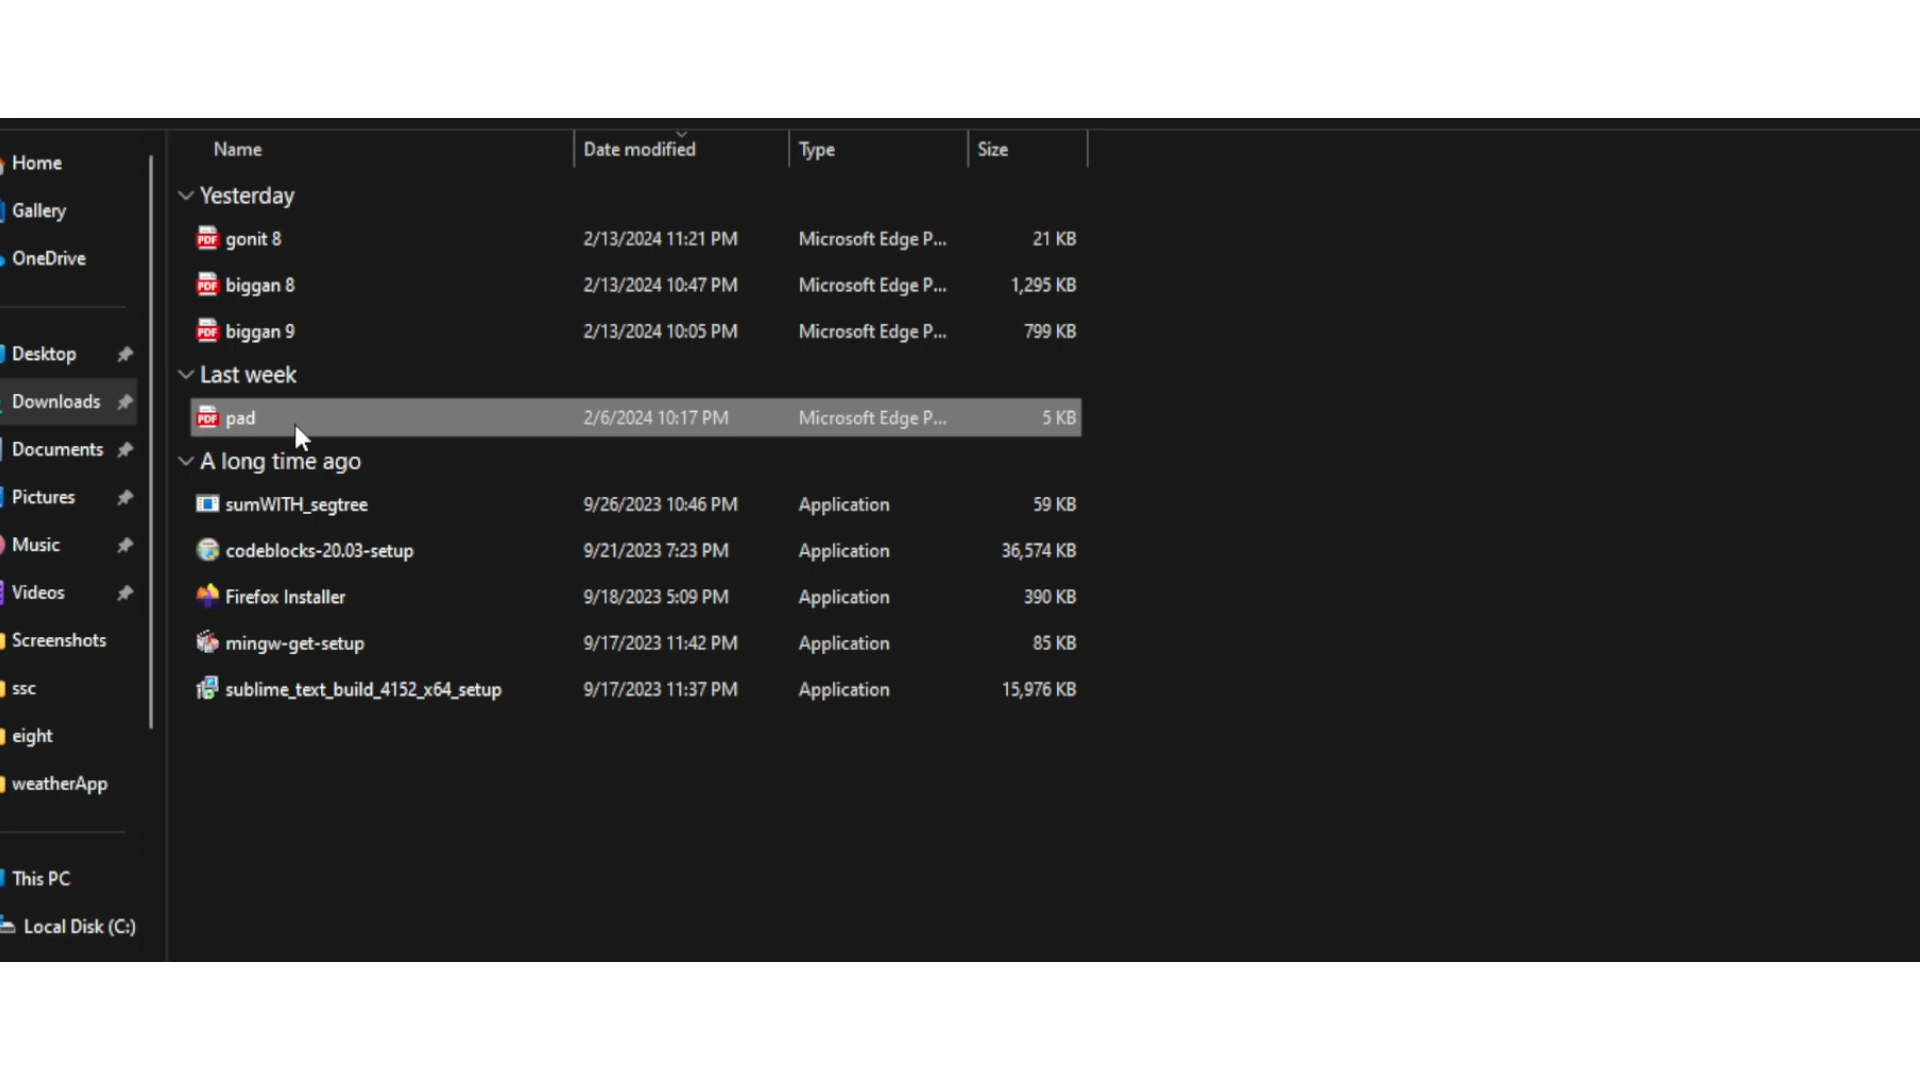 Home
Gallery
OneDrive
Desktop
Downloads
Documents
Pictures
Music
Videos
Screenshots
ssc
eight
weatherApp
This PC
Local Disk (C:)
Name Date modified Type Size
Yesterday
gonit 8 2/13/2024 11:21 PM Microsoft Edge P... 21 KB
biggan 8 2/13/2024 10:47 PM Microsoft Edge P... 1,295 KB
biggan 9 2/13/2024 10:05 PM Microsoft Edge P... 799 KB
Last week
pad 2/6/2024 10:17 PM Microsoft Edge P... 5 KB
A long time ago
sumWITH_segtree 9/26/2023 10:46 PM Application 59 KB
codeblocks-20.03-setup 9/21/2023 7:23 PM Application 36,574 KB
Firefox Installer 9/18/2023 5:09 PM Application 390 KB
mingw-get-setup 9/17/2023 11:42 PM Application 85 KB
sublime_text_build_4152_x64_setup 9/17/2023 11:37 PM Application 15,976 KB